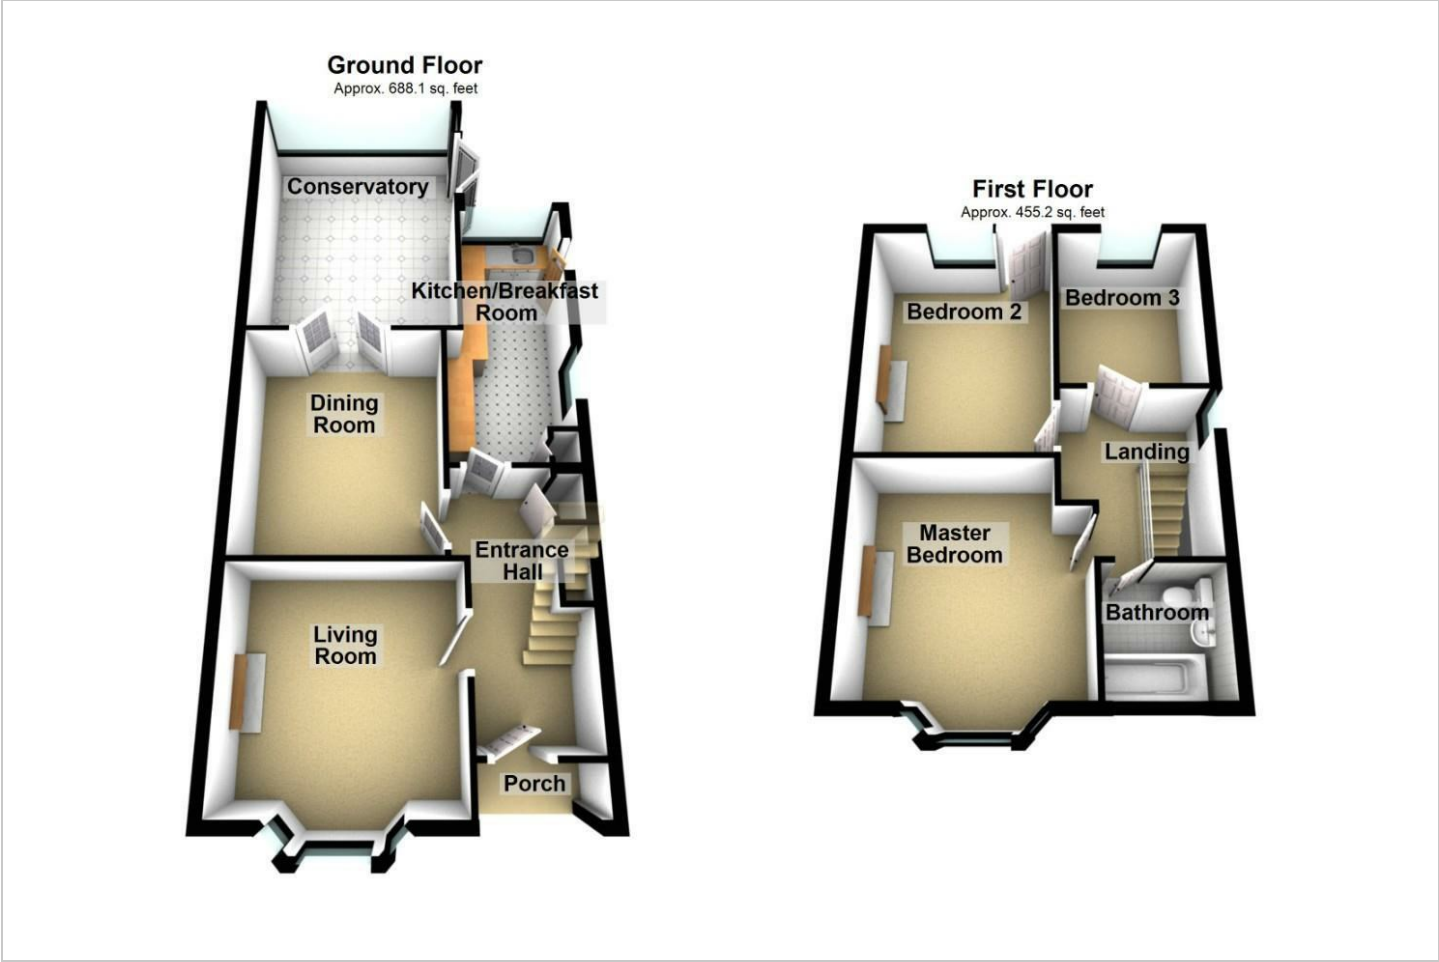 Ground Floor
Approx. 688.1 sq. feet
Conservatory
Kitchen/Breakfast
Room
Dining
Room
Entrance
Hall
Living
Room
Porch
First Floor
Approx. 455.2 sq. feet
Bedroom 2
Bedroom 3
Landing
Master
Bedroom
Bathroom